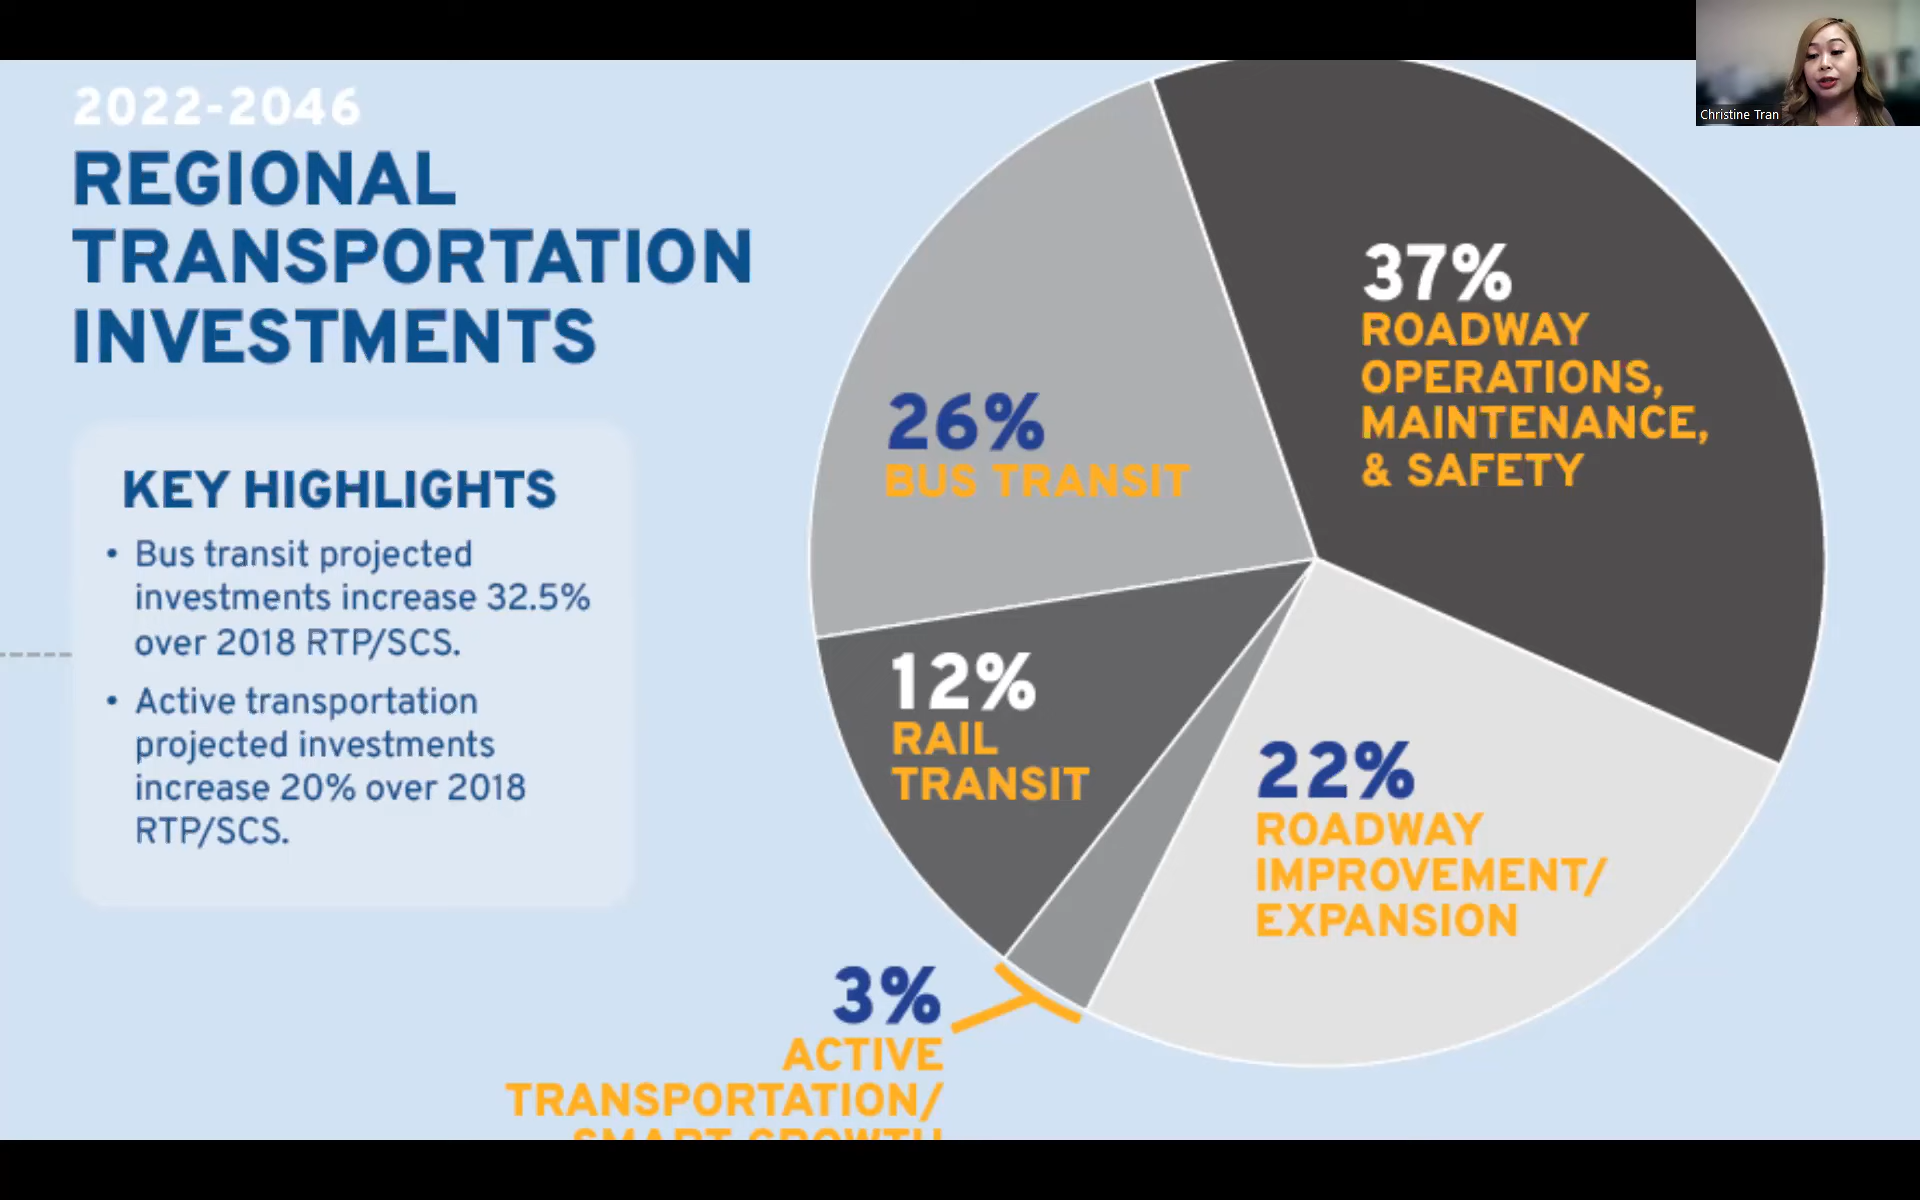 2022-2046
REGIONAL
TRANSPORTATION
INVESTMENTS
KEY HIGHLIGHTS
• Bus transit projected
investments increase 32.5%
over 2018 RTP/SCS.
• Active transportation
projected investments
increase 20% over 2018
RTP/SCS.
37%
ROADWAY
OPERATIONS,
MAINTENANCE,
& SAFETY
26%
BUS TRANSIT
12%
RAIL
TRANSIT
22%
ROADWAY
IMPROVEMENT/
EXPANSION
3%
ACTIVE
TRANSPORTATION/
SMART GROWTH
Christine Tran